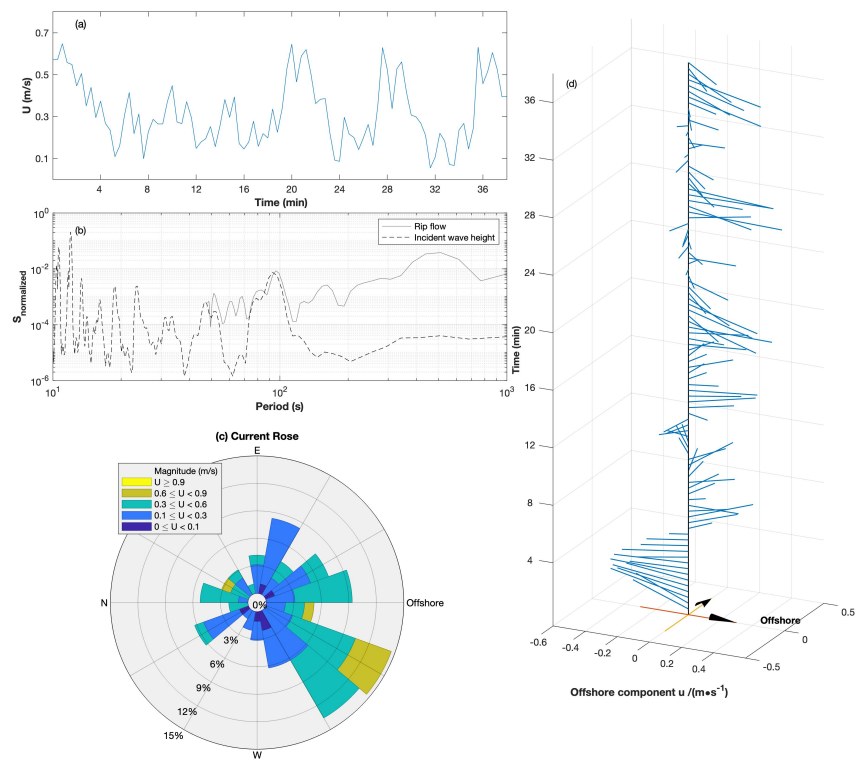 (a)
0.7
0.5
0.3
0.1
U (m/s)
4 8 12 16 20 24 28 32 36
Time (min)
(b)
Rip flow
Incident wave height
10^0
10^-2
10^-4
10^-6
S_normalized
10^1 10^2 10^3
Period (s)
(c) Current Rose
Magnitude (m/s)
U ≥ 0.9
0.6 ≤ U < 0.9
0.3 ≤ U < 0.6
0.1 ≤ U < 0.3
0 ≤ U < 0.1
E
N
Offshore
W
0%
3%
6%
9%
12%
15%
(d)
36
32
28
24
20
16
12
8
4
Time (min)
Offshore
0.5
0
-0.5
-0.6 -0.4 -0.2 0 0.2 0.4
Offshore component u /(m•s^-1)